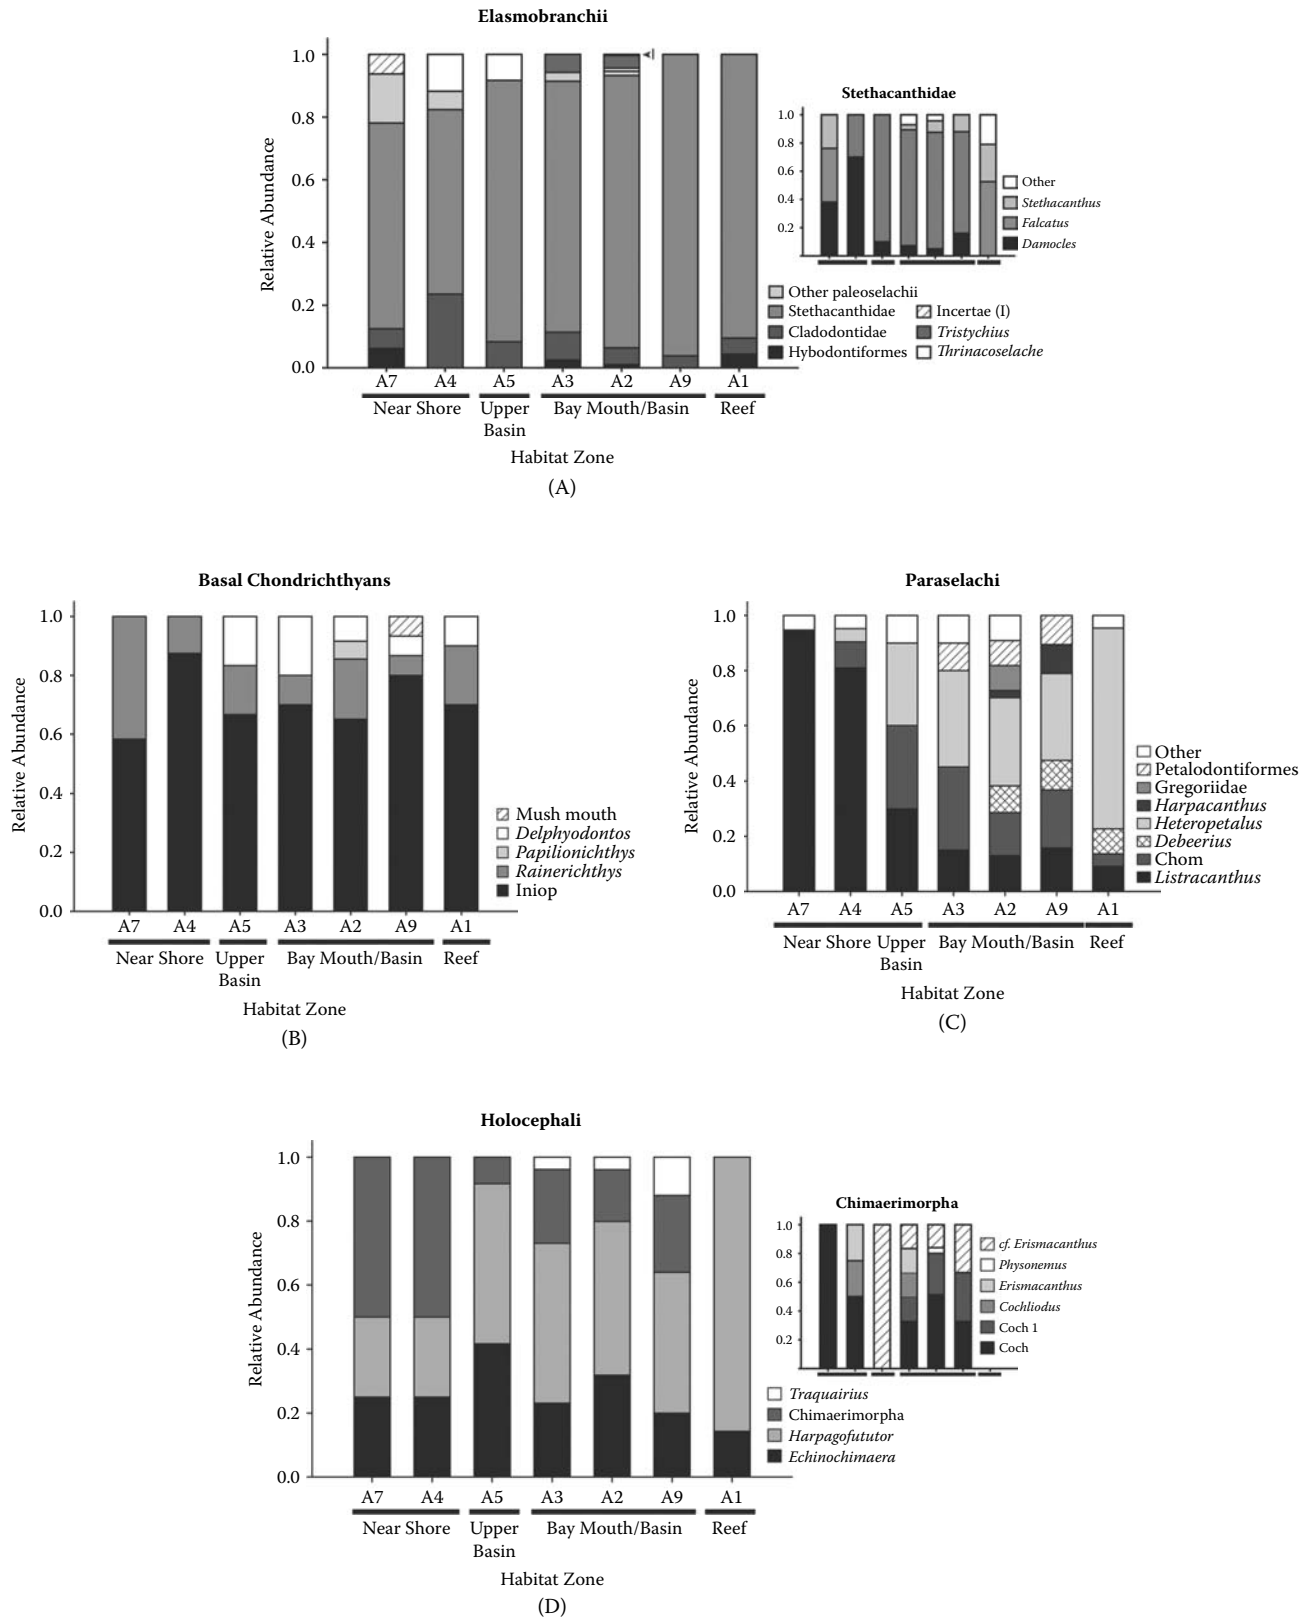 Elasmobranchii
1.0
0.8
0.6
0.4
0.2
0.0
Relative Abundance
I
A7 A4 A5 A3 A2 A9 A1
Near Shore Upper Basin Bay Mouth/Basin Reef
Habitat Zone
(A)
Stethacanthidae
1.0
0.8
0.6
0.4
0.2
Other
Stethacanthus
Falcatus
Damocles
Other paleoselachii
Stethacanthidae Incertae (I)
Cladodontidae Tristychius
Hybodontiformes Thrinacoselache
Basal Chondrichthyans
1.0
0.8
0.6
0.4
0.2
0.0
Relative Abundance
Mush mouth
Delphyodontos
Papilionichthys
Rainerichthys
Iniop
A7 A4 A5 A3 A2 A9 A1
Near Shore Upper Basin Bay Mouth/Basin Reef
Habitat Zone
(B)
Paraselachi
1.0
0.8
0.6
0.4
0.2
0.0
Relative Abundance
Other
Petalodontiformes
Gregoriidae
Harpacanthus
Heteropetalus
Debeerius
Chom
Listracanthus
A7 A4 A5 A3 A2 A9 A1
Near Shore Upper Basin Bay Mouth/Basin Reef
Habitat Zone
(C)
Holocephali
1.0
0.8
0.6
0.4
0.2
0.0
Relative Abundance
A7 A4 A5 A3 A2 A9 A1
Near Shore Upper Basin Bay Mouth/Basin Reef
Habitat Zone
(D)
Chimaerimorpha
1.0
0.8
0.6
0.4
0.2
cf. Erismacanthus
Physonemus
Erismacanthus
Cochliodus
Coch 1
Coch
Traquairius
Chimaerimorpha
Harpagofututor
Echinochimaera